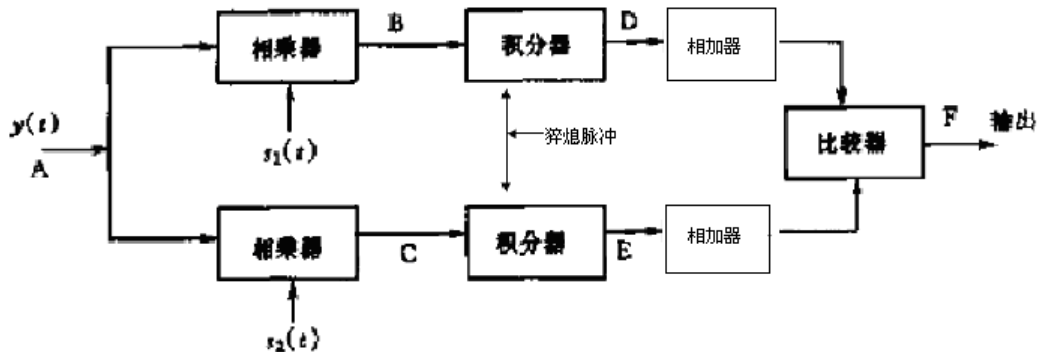 B
D
相乘器
积分器
相加器
y(t)
A
s₁(t)
猝熄脉冲
F
输出
比较器
相乘器
C
积分器
E
相加器
s₂(t)